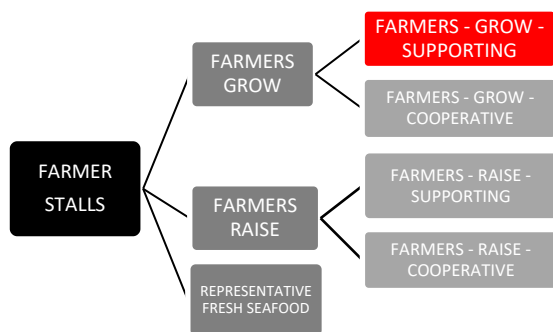 FARMER
STALLS
FARMERS
GROW
FARMERS - GROW -
SUPPORTING
FARMERS - GROW -
COOPERATIVE
FARMERS
RAISE
FARMERS - RAISE -
SUPPORTING
FARMERS - RAISE -
COOPERATIVE
REPRESENTATIVE
FRESH SEAFOOD